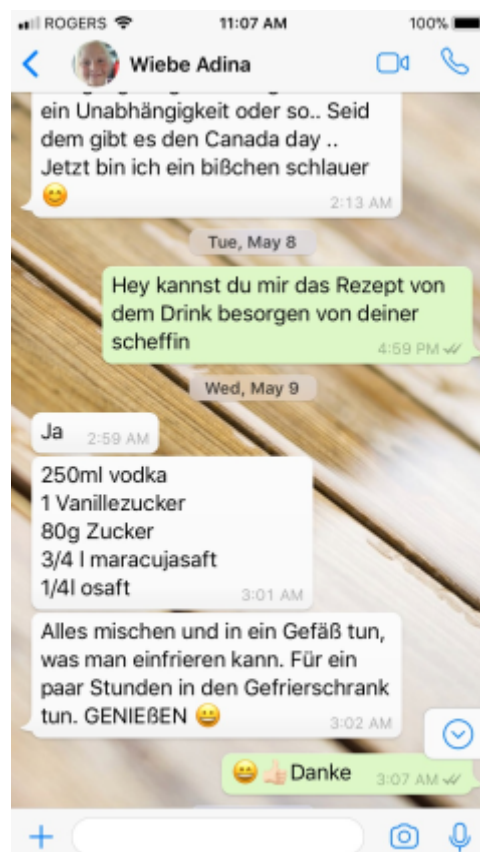 ROGERS 11:07 AM 100%
Wiebe Adina
ein Unabhängigkeit oder so.. Seid
dem gibt es den Canada day ..
Jetzt bin ich ein bißchen schlauer
😊 2:13 AM
Tue, May 8
Hey kannst du mir das Rezept von
dem Drink besorgen von deiner
scheffin 4:59 PM
Wed, May 9
Ja 2:59 AM
250ml vodka
1 Vanillezucker
80g Zucker
3/4 l maracujasaft
1/4l osaft 3:01 AM
Alles mischen und in ein Gefäß tun,
was man einfrieren kann. Für ein
paar Stunden in den Gefrierschrank
tun. GENIEßEN 😀 3:02 AM
😀👍🏻Danke 3:07 AM